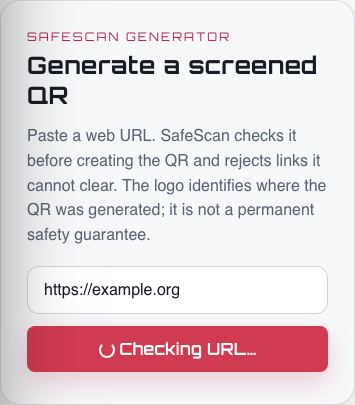 SAFESCAN GENERATOR
Generate a screened
QR
Paste a web URL. SafeScan checks it
before creating the QR and rejects links it
cannot clear. The logo identifies where the
QR was generated; it is not a permanent
safety guarantee.
https://example.org
Checking URL...